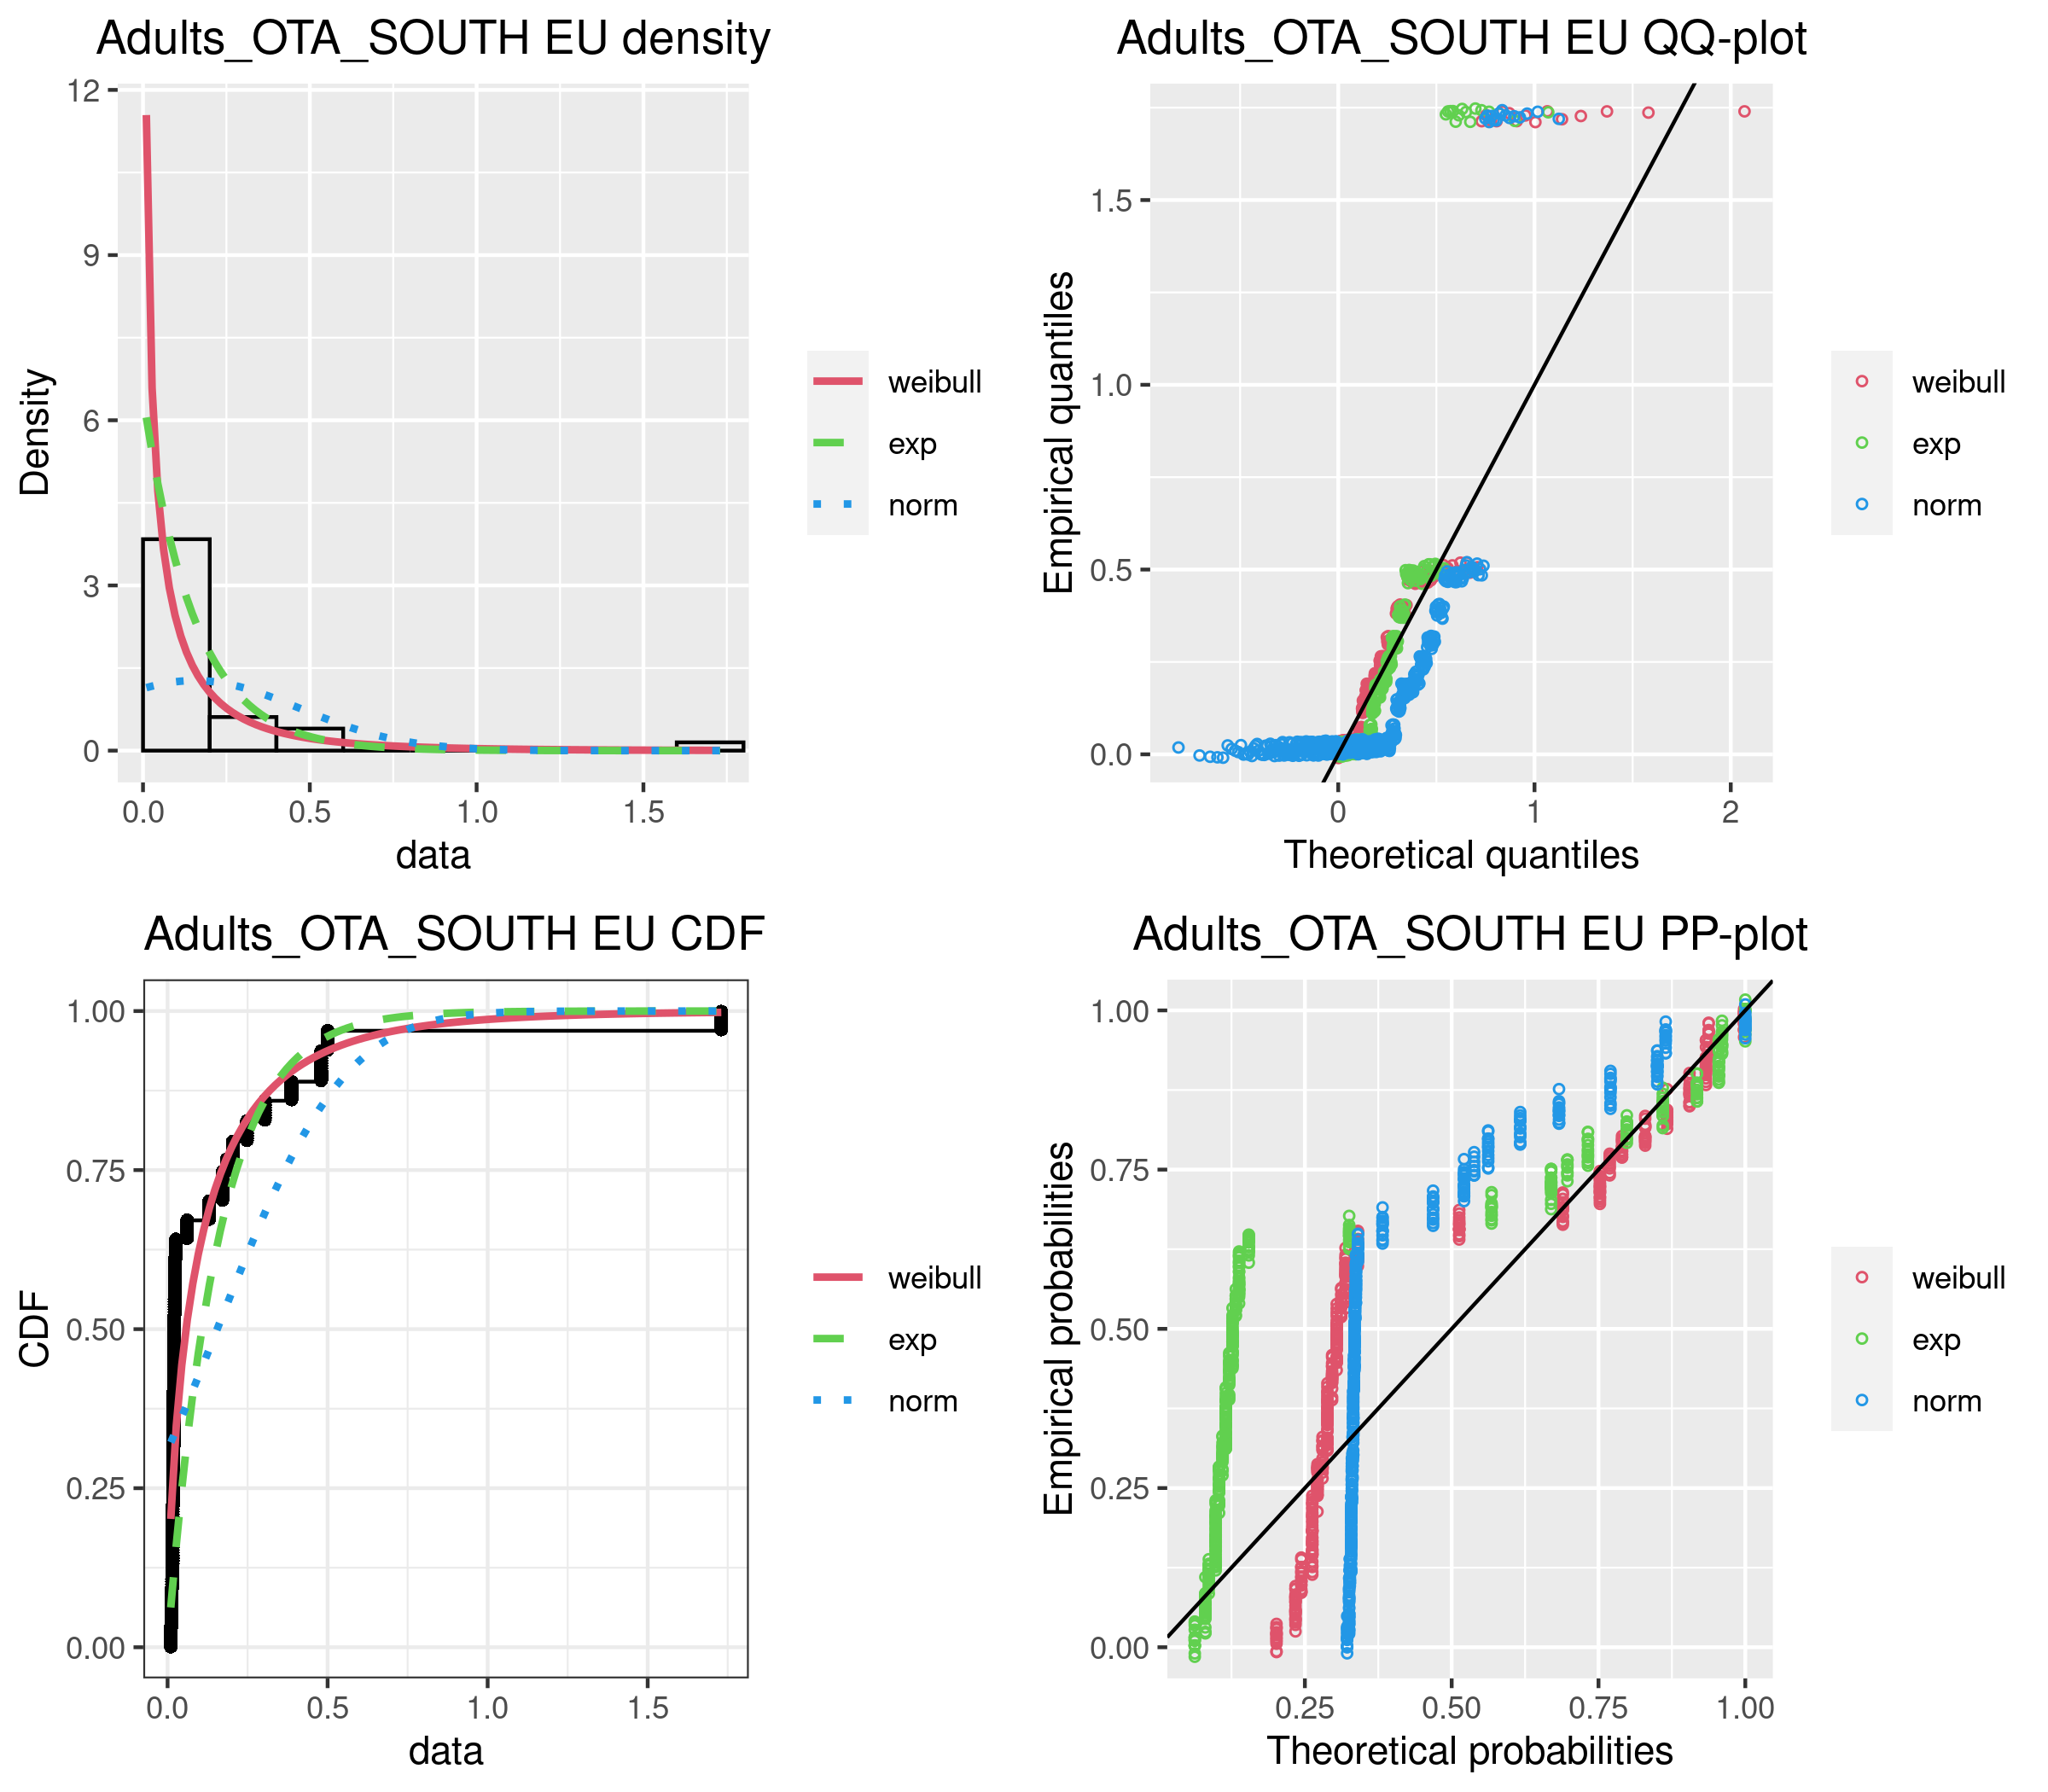 Adults_OTA_SOUTH EU density
12
9
6
3
0
Density
0.0 0.5 1.0 1.5
data
weibull
exp
norm
Adults_OTA_SOUTH EU QQ-plot
1.5
1.0
0.5
0.0
Empirical quantiles
0 1 2
Theoretical quantiles
weibull
exp
norm
Adults_OTA_SOUTH EU CDF
1.00
0.75
0.50
0.25
0.00
CDF
0.0 0.5 1.0 1.5
data
weibull
exp
norm
Adults_OTA_SOUTH EU PP-plot
1.00
0.75
0.50
0.25
0.00
Empirical probabilities
0.25 0.50 0.75 1.00
Theoretical probabilities
weibull
exp
norm